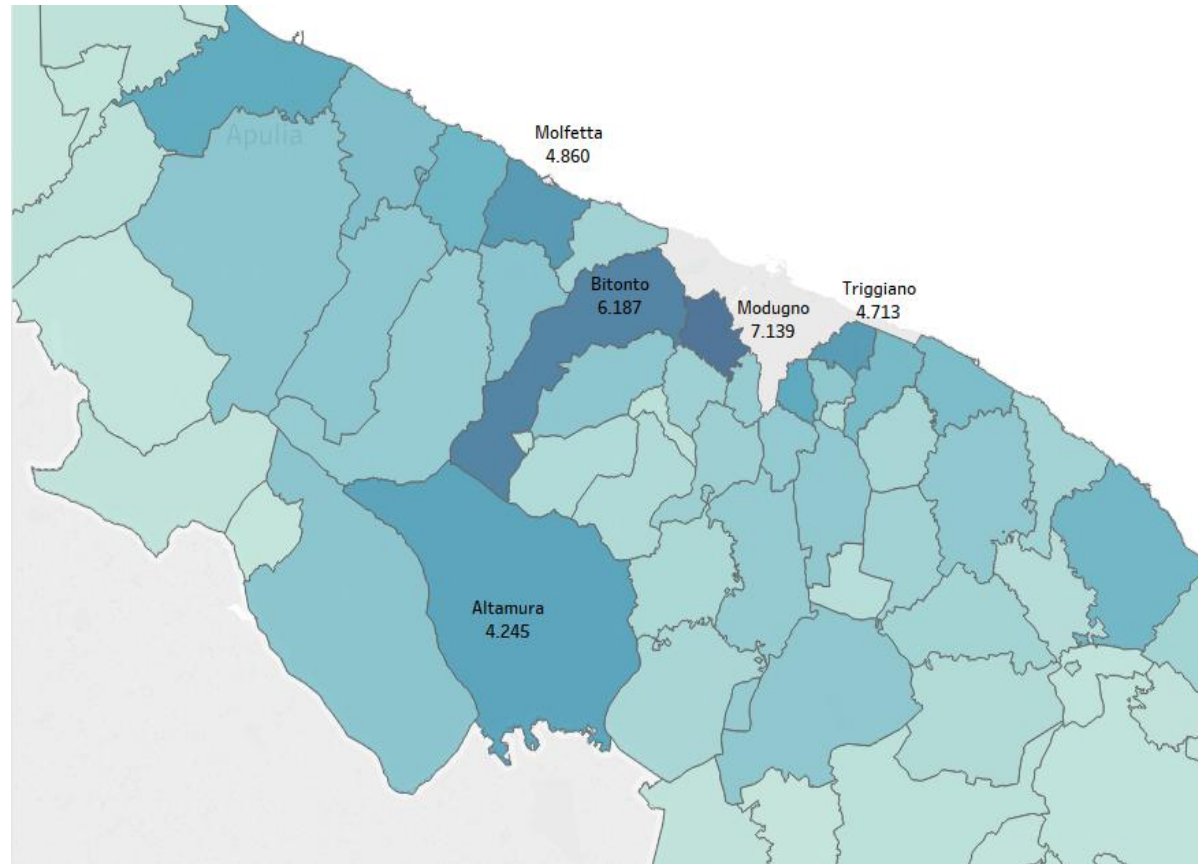 Apulia
Molfetta
4.860
Bitonto
6.187
Modugno
7.139
Triggiano
4.713
Altamura
4.245